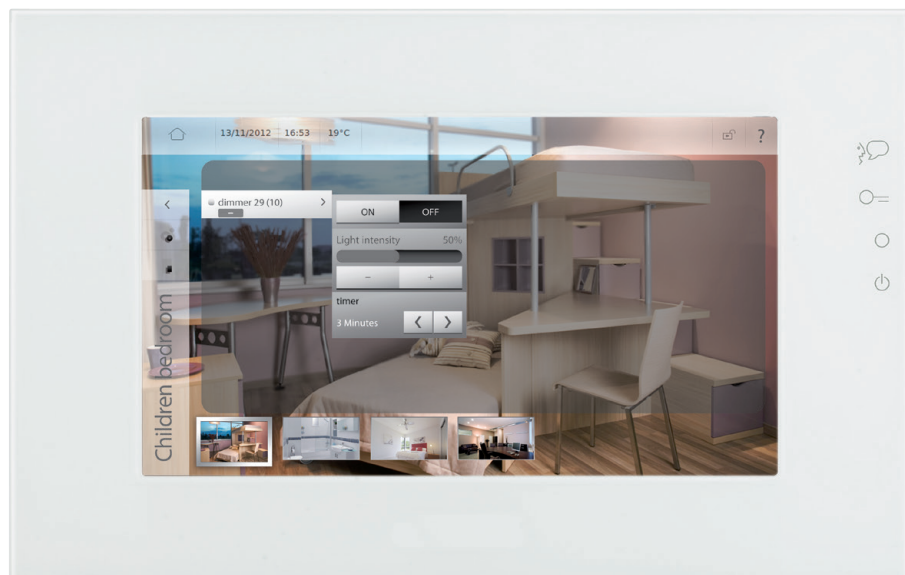 13/11/2012 16:53 19°C ?
dimmer 29 (10)
ON OFF
Light intensity 50%
− +
timer
3 Minutes
Children bedroom